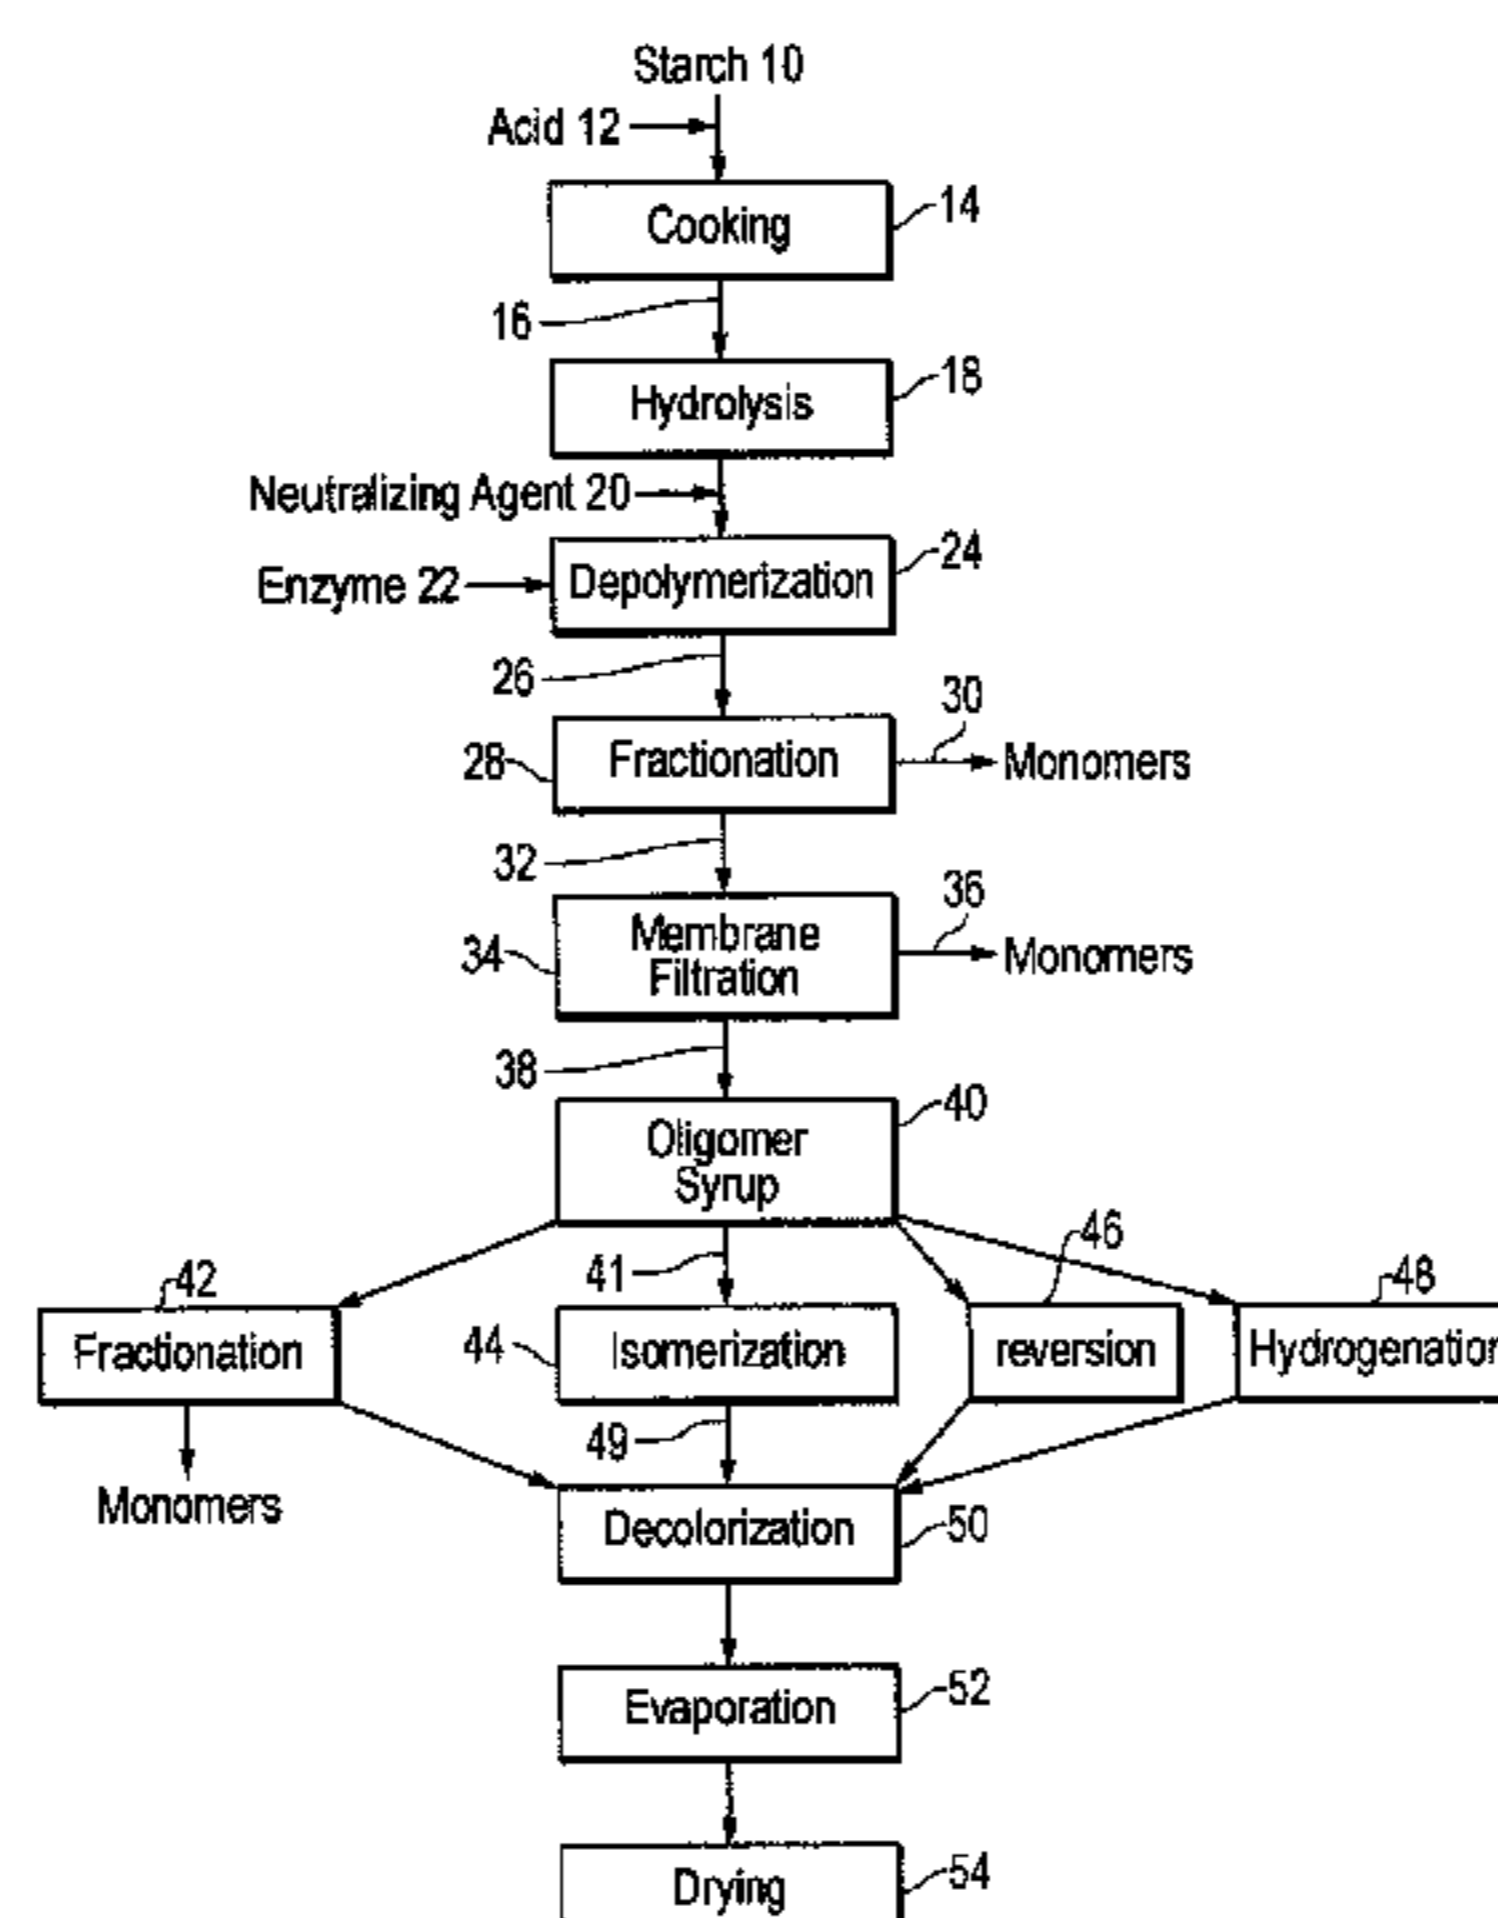 Starch 10
Acid 12
Cooking
14
16
Hydrolysis
18
Neutralizing Agent 20
Enzyme 22
Depolymerization
24
26
28
Fractionation
30
Monomers
32
34
Membrane
Filtration
36
Monomers
38
Oligomer
Syrup
40
41
42
Fractionation
Monomers
44
Isomerization
46
reversion
48
Hydrogenation
49
Decolorization
50
Evaporation
52
Drying
54